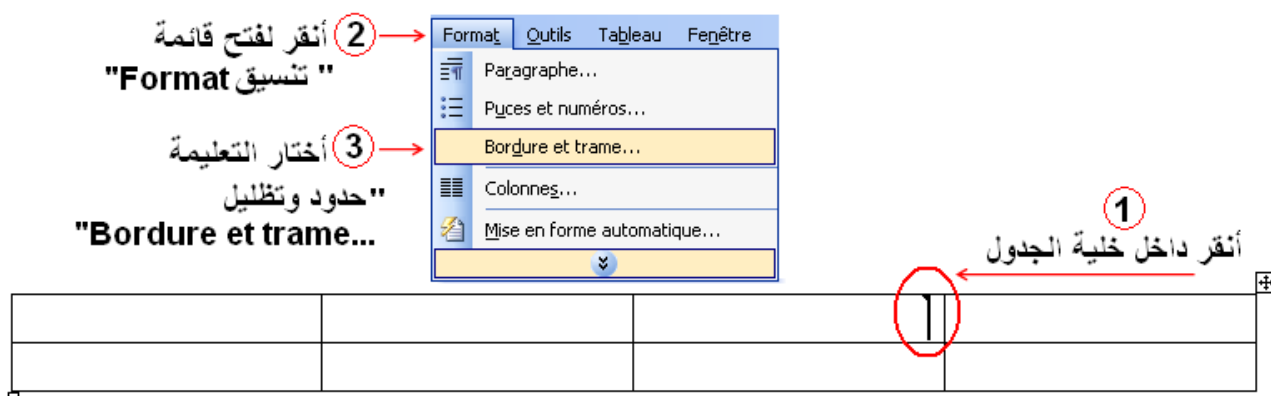 Format Outils Tableau Fenêtre
② أنقر لفتح قائمة
" تنسيق Format"
Paragraphe...
Puces et numéros...
Bordure et trame...
Colonnes...
Mise en forme automatique...
③ أختار التعليمة
"حدود وتظليل
"Bordure et trame...
①
أنقر داخل خلية الجدول